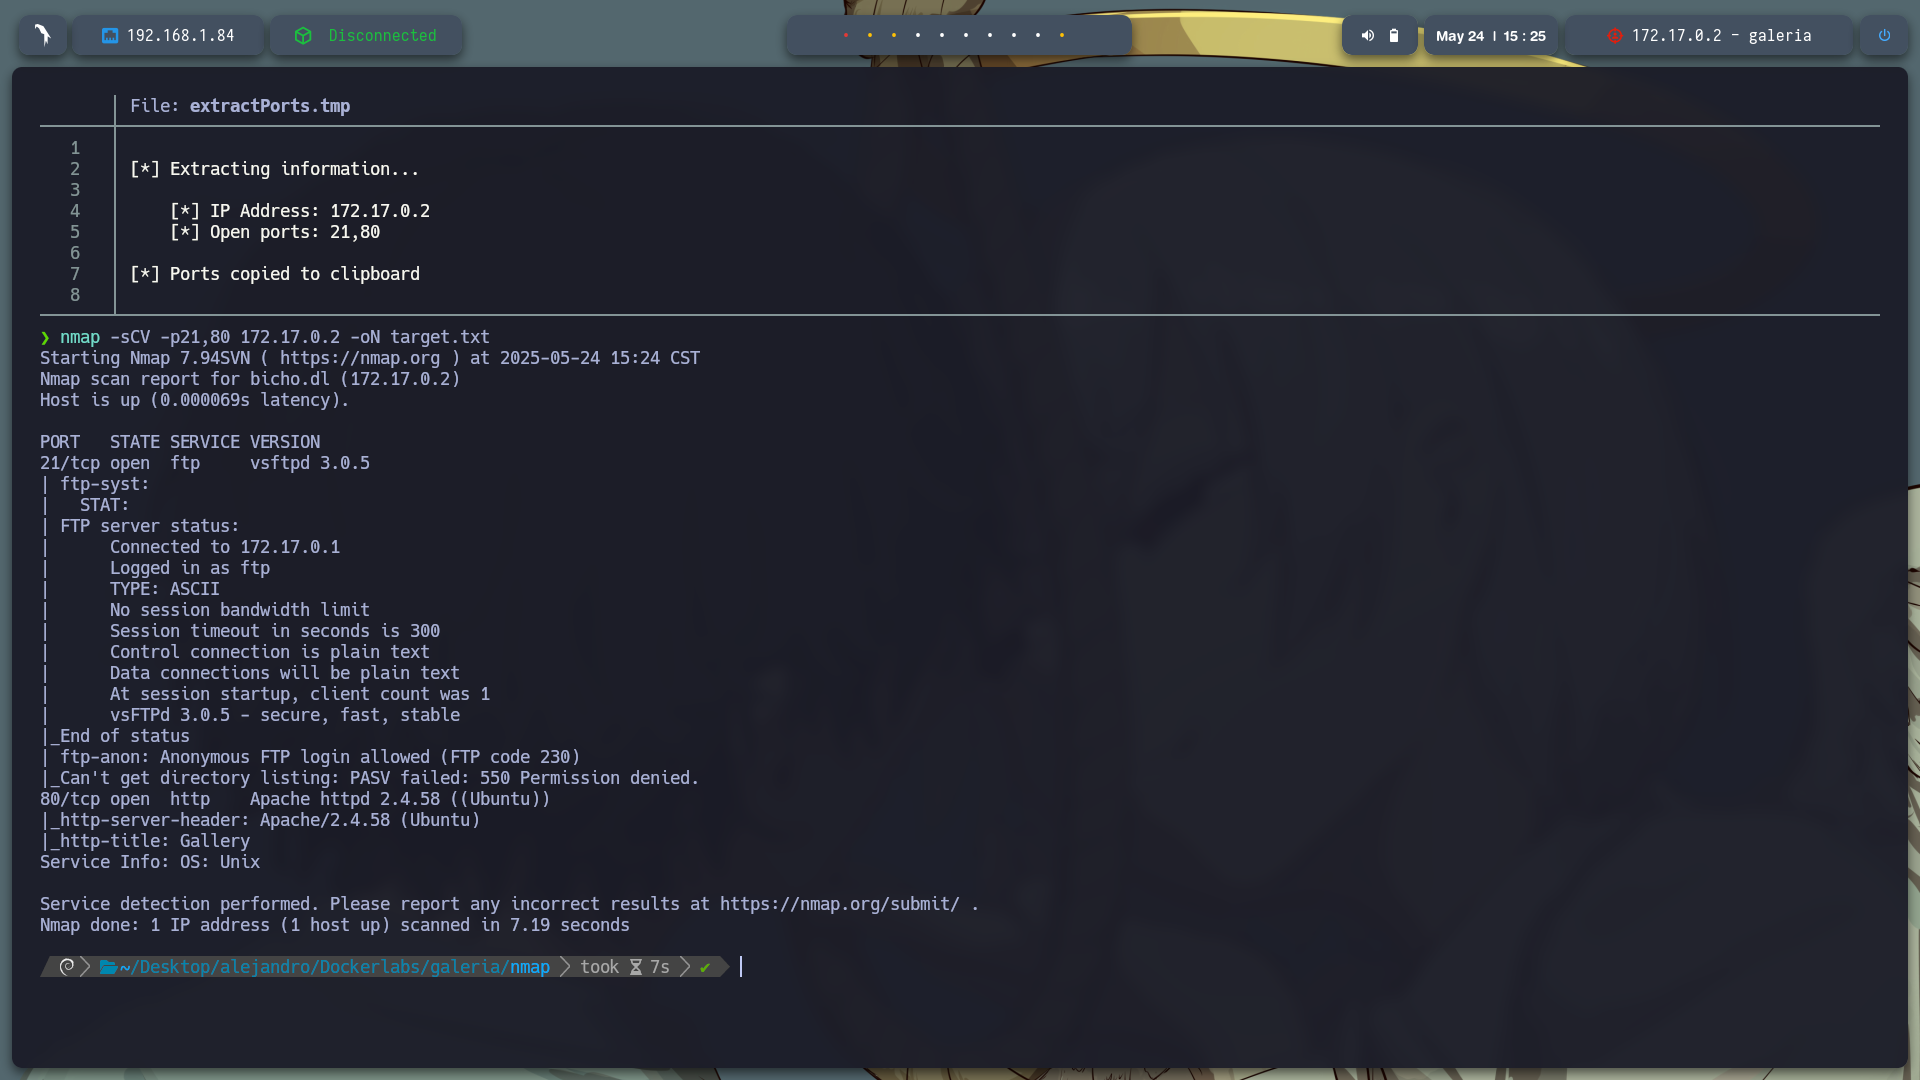 192.168.1.84
Disconnected
May 24 | 15 : 25
172.17.0.2 - galeria
File: extractPorts.tmp
1
2 [*] Extracting information...
3
4 [*] IP Address: 172.17.0.2
5 [*] Open ports: 21,80
6
7 [*] Ports copied to clipboard
8
❯ nmap -sCV -p21,80 172.17.0.2 -oN target.txt
Starting Nmap 7.94SVN ( https://nmap.org ) at 2025-05-24 15:24 CST
Nmap scan report for bicho.dl (172.17.0.2)
Host is up (0.000069s latency).
PORT   STATE SERVICE VERSION
21/tcp open  ftp     vsftpd 3.0.5
| ftp-syst:
|   STAT:
| FTP server status:
|      Connected to 172.17.0.1
|      Logged in as ftp
|      TYPE: ASCII
|      No session bandwidth limit
|      Session timeout in seconds is 300
|      Control connection is plain text
|      Data connections will be plain text
|      At session startup, client count was 1
|      vsFTPd 3.0.5 - secure, fast, stable
|_End of status
| ftp-anon: Anonymous FTP login allowed (FTP code 230)
|_Can't get directory listing: PASV failed: 550 Permission denied.
80/tcp open  http    Apache httpd 2.4.58 ((Ubuntu))
|_http-server-header: Apache/2.4.58 (Ubuntu)
|_http-title: Gallery
Service Info: OS: Unix
Service detection performed. Please report any incorrect results at https://nmap.org/submit/ .
Nmap done: 1 IP address (1 host up) scanned in 7.19 seconds
~/Desktop/alejandro/Dockerlabs/galeria/nmap took 7s ✔